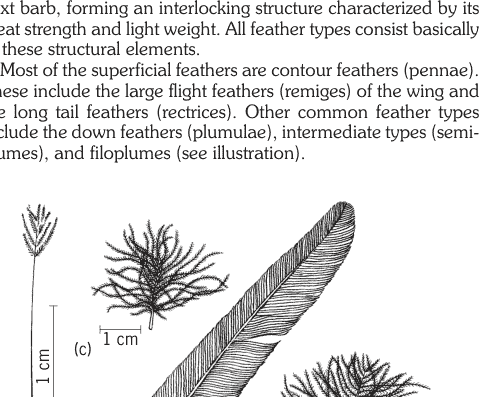 xt barb, forming an interlocking structure characterized by its
eat strength and light weight. All feather types consist basically
these structural elements.
Most of the superficial feathers are contour feathers (pennae).
nese include the large flight feathers (remiges) of the wing and
e long tail feathers (rectrices). Other common feather types
clude the down feathers (plumulae), intermediate types (semi-
umes), and filoplumes (see illustration).
1 cm
(c)
1 cm